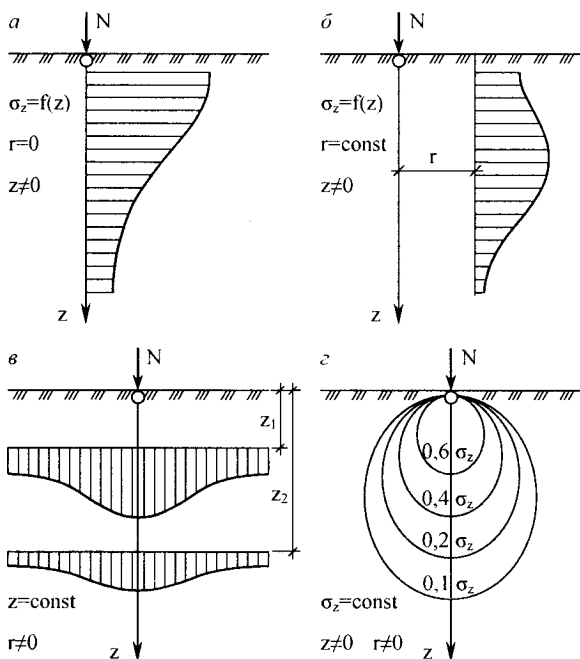 а
N
σz=f(z)
r=0
z≠0
z
б
N
σz=f(z)
r=const
z≠0
r
z
в
N
z1
z2
z=const
r≠0
z
г
N
0,6 σz
0,4 σz
0,2 σz
0,1 σz
σz=const
z≠0 r≠0
z